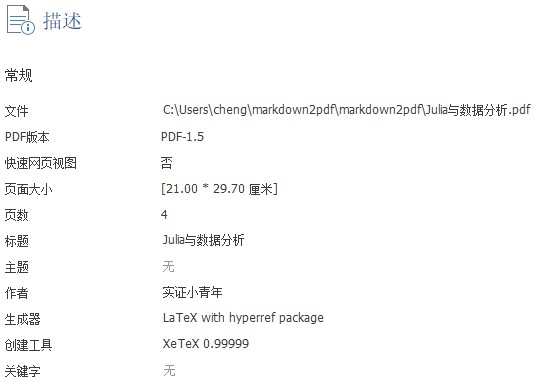 描述
常规
文件 C:\Users\cheng\markdown2pdf\markdown2pdf\Julia与数据分析.pdf
PDF版本 PDF-1.5
快速网页视图 否
页面大小 [21.00 * 29.70 厘米]
页数 4
标题 Julia与数据分析
主题 无
作者 实证小青年
生成器 LaTeX with hyperref package
创建工具 XeTeX 0.99999
关键字 无